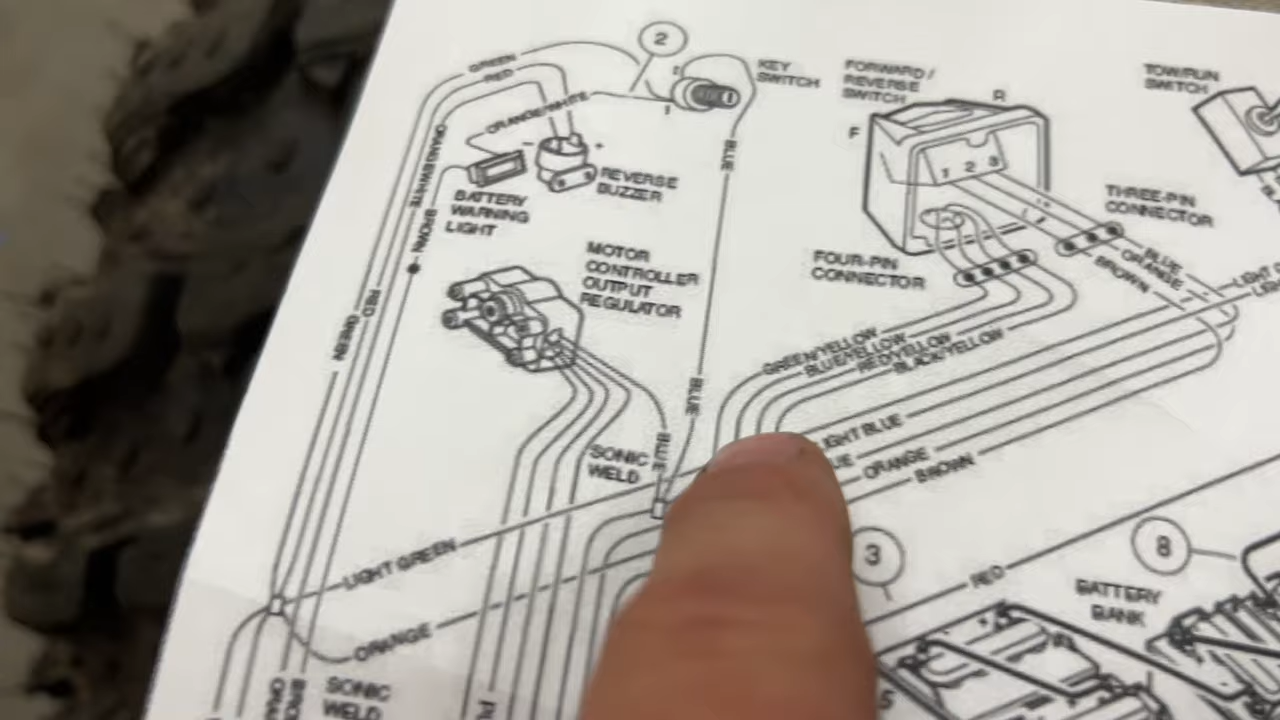 2
KEY
SWITCH
GREEN
RED
ORANGE/WHITE
1
BLUE
FORWARD/
REVERSE
SWITCH
F
R
1 2 3
TOW/RUN
SWITCH
REVERSE
BUZZER
BATTERY
WARNING
LIGHT
THREE-PIN
CONNECTOR
FOUR-PIN
CONNECTOR
BLUE
ORANGE
BROWN
ORANGE/WHITE
BROWN
MOTOR
CONTROLLER
OUTPUT
REGULATOR
RED
GREEN
GREEN/YELLOW
BLUE/YELLOW
RED/YELLOW
BLACK/YELLOW
BLUE
BLUE
SONIC
WELD
LIGHT BLUE
ORANGE
BROWN
LIGHT GREEN
ORANGE
3
8
RED
BATTERY
BANK
SONIC
WELD